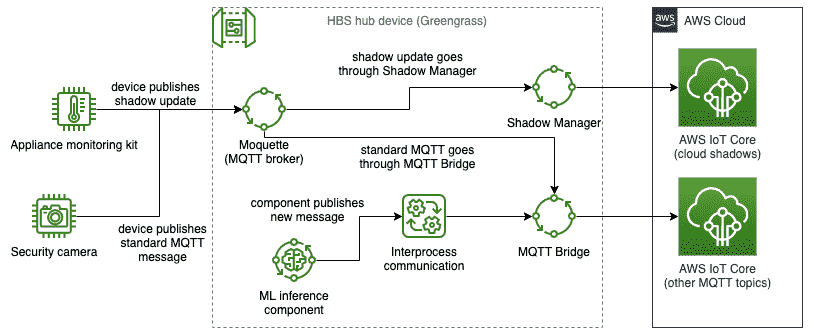 HBS hub device (Greengrass)
aws
AWS Cloud
shadow update goes
through Shadow Manager
device publishes
shadow update
Appliance monitoring kit
Moquette
(MQTT broker)
Shadow Manager
AWS IoT Core
(cloud shadows)
standard MQTT goes
through MQTT Bridge
component publishes
new message
device publishes
standard MQTT
message
Security camera
Interprocess
communication
MQTT Bridge
AWS IoT Core
(other MQTT topics)
ML inference
component